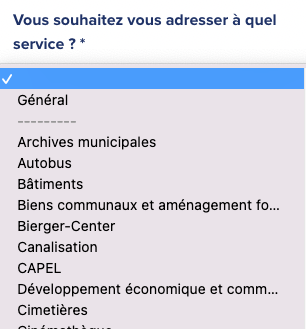 Vous souhaitez vous adresser à quel
service ? *
✓
Général
---------
Archives municipales
Autobus
Bâtiments
Biens communaux et aménagement fo...
Bierger-Center
Canalisation
CAPEL
Développement économique et comm...
Cimetières
Cinémathèque